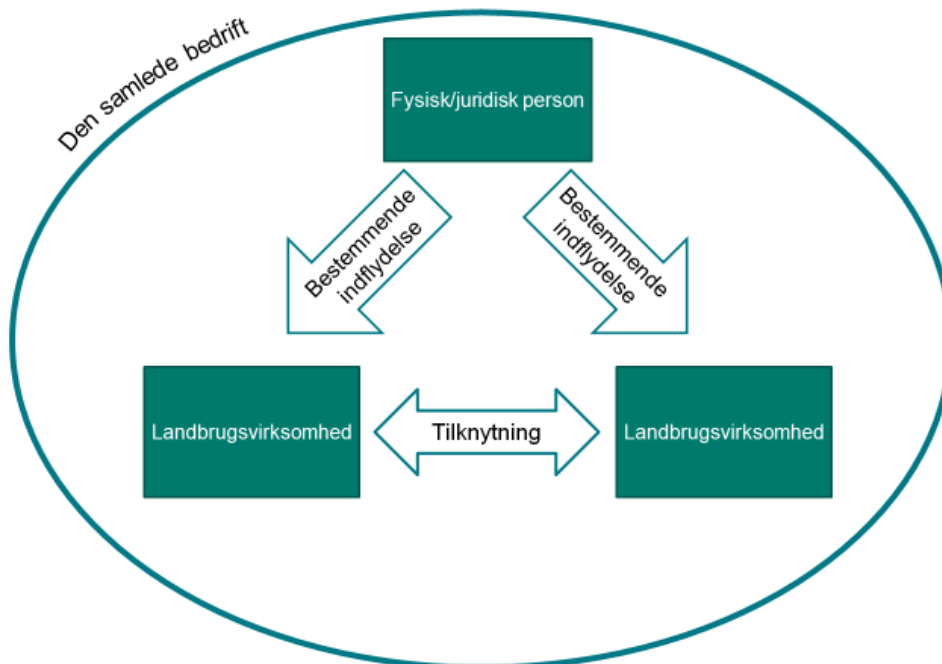 Den samlede bedrift
Fysisk/juridisk person
Bestemmende
indflydelse
Bestemmende
indflydelse
Landbrugsvirksomhed
Tilknytning
Landbrugsvirksomhed